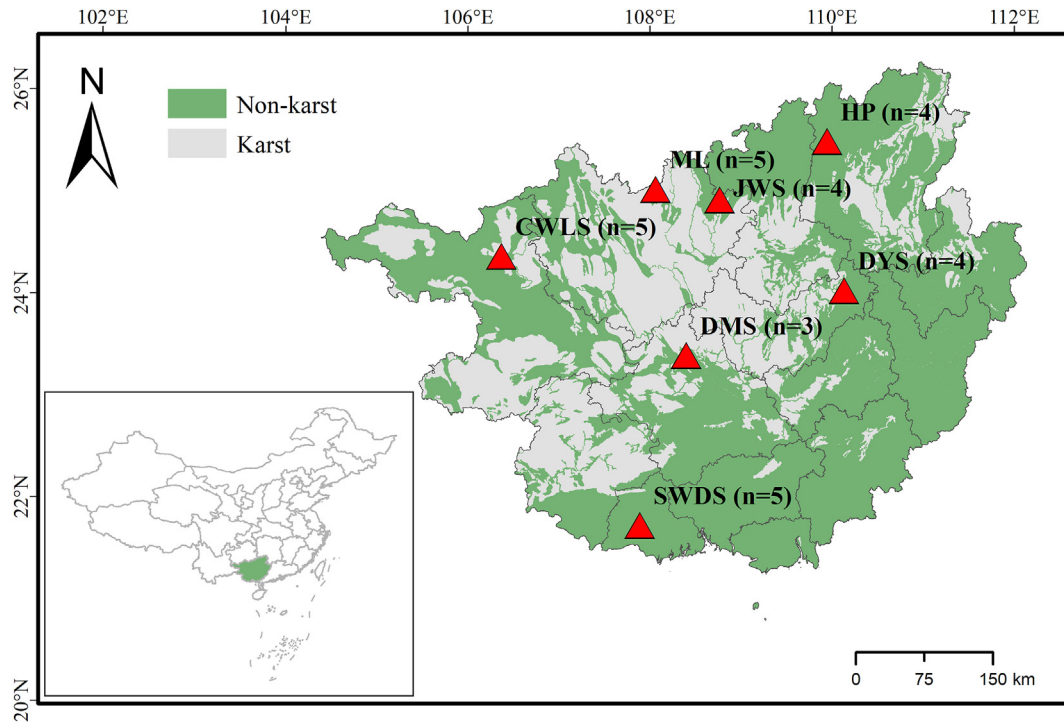 102°E 104°E 106°E 108°E 110°E 112°E
26°N
24°N
22°N
20°N
N
Non-karst
Karst
HP (n=4)
ML (n=5)
JWS (n=4)
CWLS (n=5)
DYS (n=4)
DMS (n=3)
SWDS (n=5)
0 75 150 km